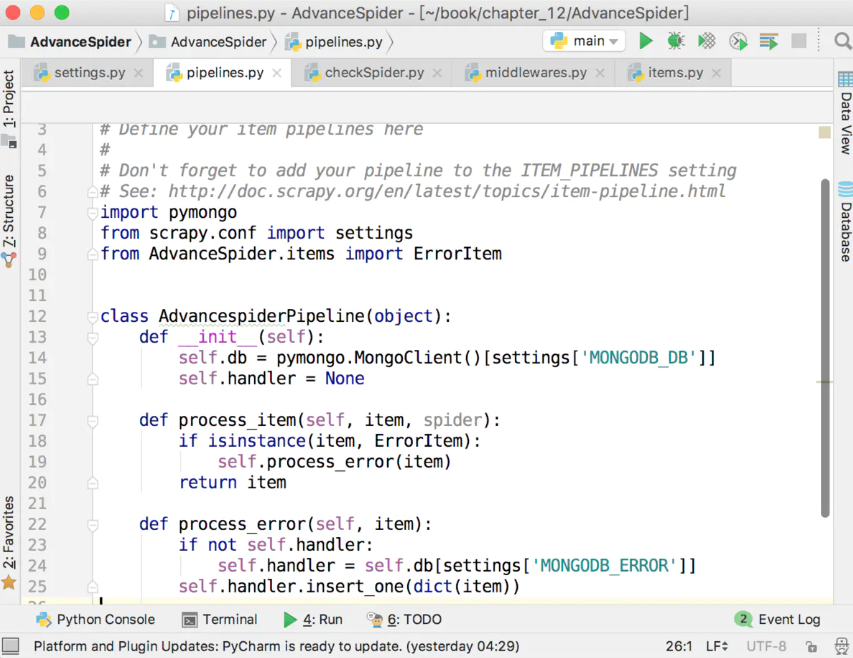 pipelines.py - AdvanceSpider - [~/book/chapter_12/AdvanceSpider]
AdvanceSpider AdvanceSpider pipelines.py main
settings.py pipelines.py checkSpider.py middlewares.py items.py
1: Project
Z: Structure
2: Favorites
Data View
Database
3 # Define your item pipelines here
4 #
5 # Don't forget to add your pipeline to the ITEM_PIPELINES setting
6 # See: http://doc.scrapy.org/en/latest/topics/item-pipeline.html
7 import pymongo
8 from scrapy.conf import settings
9 from AdvanceSpider.items import ErrorItem
10
11
12 class AdvancespiderPipeline(object):
13     def __init__(self):
14         self.db = pymongo.MongoClient()[settings['MONGODB_DB']]
15         self.handler = None
16
17     def process_item(self, item, spider):
18         if isinstance(item, ErrorItem):
19             self.process_error(item)
20         return item
21
22     def process_error(self, item):
23         if not self.handler:
24             self.handler = self.db[settings['MONGODB_ERROR']]
25         self.handler.insert_one(dict(item))
26
Python Console Terminal 4: Run 6: TODO 2 Event Log
Platform and Plugin Updates: PyCharm is ready to update. (yesterday 04:29) 26:1 LF UTF-8